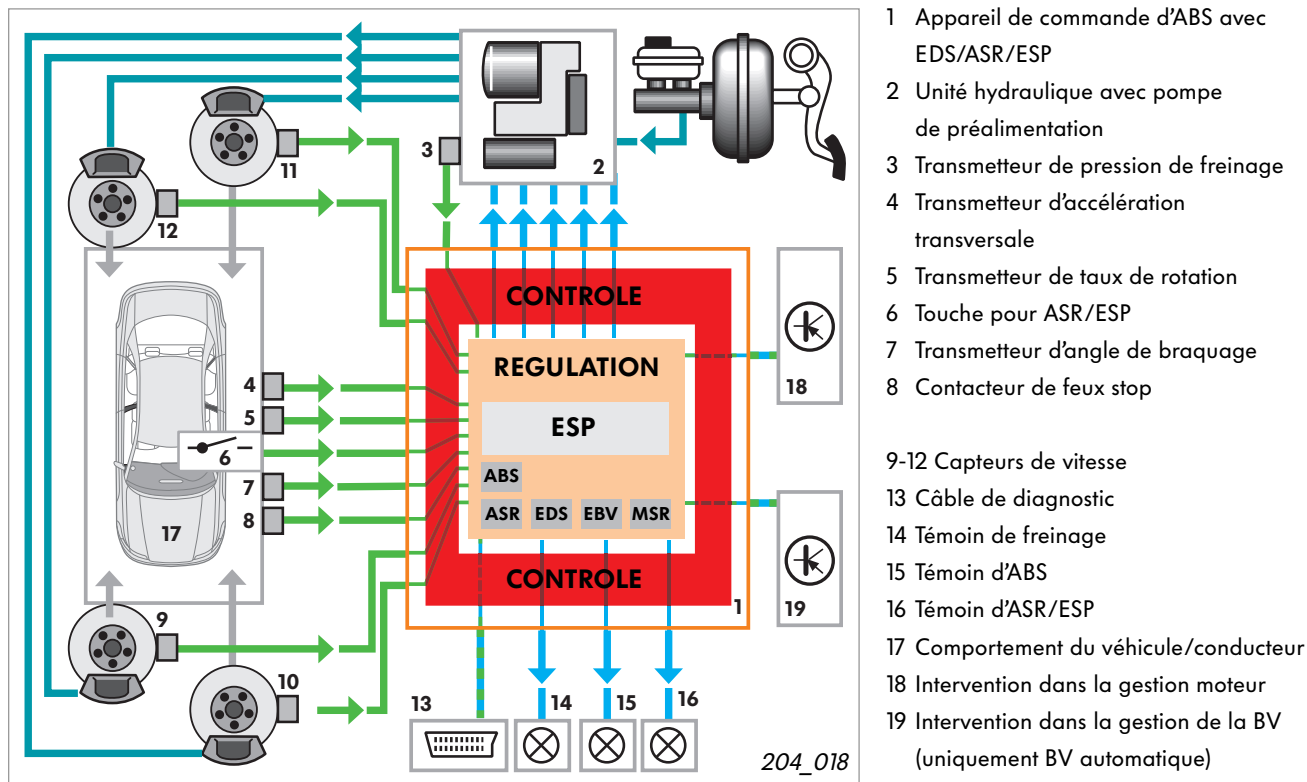 11
12
3
2
CONTROLE
REGULATION
ESP
ABS
ASR EDS EBV MSR
CONTROLE
1
4
5
6
7
8
17
9
10
18
19
13
14
15
16
204_018
1 Appareil de commande d'ABS avec
EDS/ASR/ESP
2 Unité hydraulique avec pompe
de préalimentation
3 Transmetteur de pression de freinage
4 Transmetteur d'accélération
transversale
5 Transmetteur de taux de rotation
6 Touche pour ASR/ESP
7 Transmetteur d'angle de braquage
8 Contacteur de feux stop
9-12 Capteurs de vitesse
13 Câble de diagnostic
14 Témoin de freinage
15 Témoin d'ABS
16 Témoin d'ASR/ESP
17 Comportement du véhicule/conducteur
18 Intervention dans la gestion moteur
19 Intervention dans la gestion de la BV
(uniquement BV automatique)